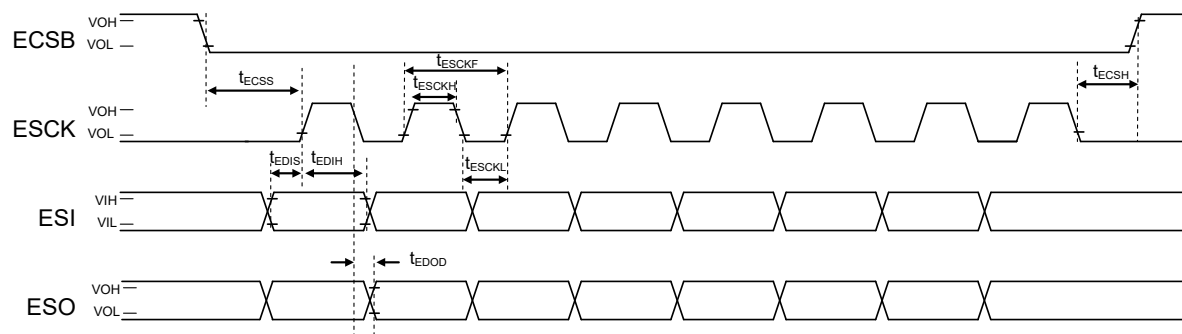 VOH
ECSB
VOL
tESCKF
tECSS
tESCKH
tECSH
VOH
ESCK
VOL
tEDIS
tEDIH
tESCKL
VIH
ESI
VIL
tEDOD
VOH
ESO
VOL